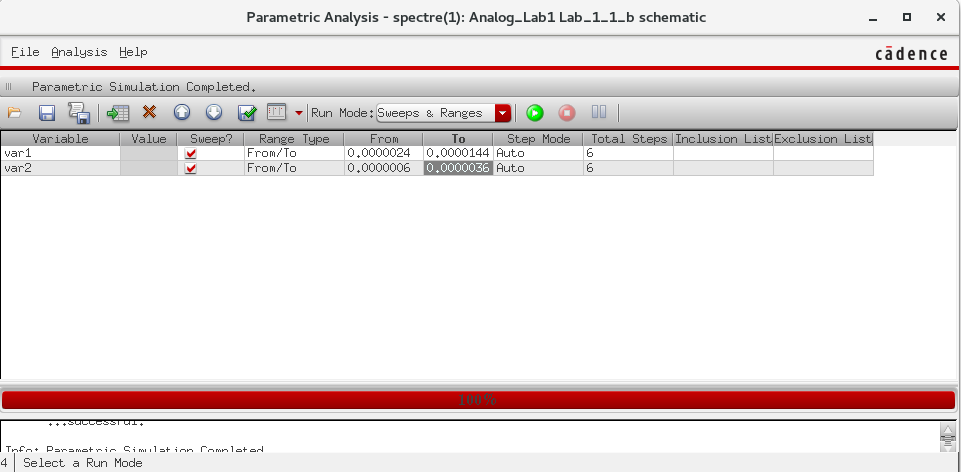 Parametric Analysis - spectre(1): Analog_Lab1 Lab_1_1_b schematic
File Analysis Help
cādence
Parametric Simulation Completed.
Run Mode: Sweeps & Ranges
Variable Value Sweep? Range Type From To Step Mode Total Steps Inclusion List Exclusion List
var1 From/To 0.0000024 0.0000144 Auto 6
var2 From/To 0.0000006 0.0000036 Auto 6
100%
...successful.
Info: Parametric Simulation Completed
4 Select a Run Mode